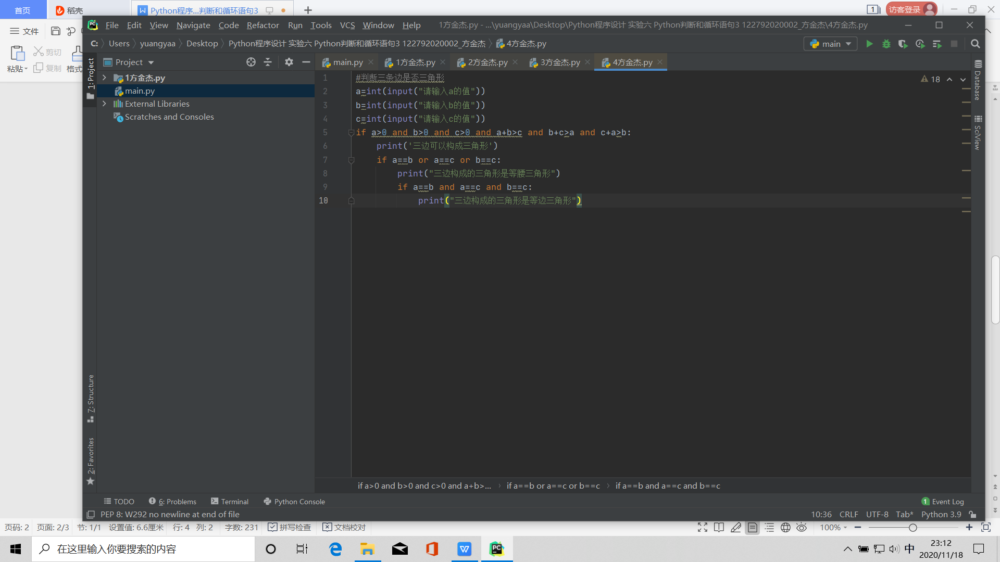 首页
稻壳
Python程序...判断和循环语句3
1
访客登录
文件
粘贴
剪切
复制
格式
File Edit View Navigate Code Refactor Run Tools VCS Window Help
1方金杰.py - ...\yuangyaa\Desktop\Python程序设计 实验六 Python判断和循环语句3 122792020002_方金杰\4方金杰.py
C: Users yuangyaa Desktop Python程序设计 实验六 Python判断和循环语句3 122792020002_方金杰 4方金杰.py
main
1: Project
Project
main.py 1方金杰.py 2方金杰.py 3方金杰.py 4方金杰.py
1方金杰.py
main.py
External Libraries
Scratches and Consoles
18
1 #判断三条边是否三角形
2 a=int(input("请输入a的值"))
3 b=int(input("请输入b的值"))
4 c=int(input("请输入c的值"))
5 if a>0 and b>0 and c>0 and a+b>c and b+c>a and c+a>b:
6 print('三边可以构成三角形')
7 if a==b or a==c or b==c:
8 print("三边构成的三角形是等腰三角形")
9 if a==b and a==c and b==c:
10 print("三边构成的三角形是等边三角形")
Database
SciView
7: Structure
2: Favorites
if a>0 and b>0 and c>0 and a+b>... if a==b or a==c or b==c if a==b and a==c and b==c
TODO 6: Problems Terminal Python Console
1 Event Log
PEP 8: W292 no newline at end of file
10:36 CRLF UTF-8 Tab* Python 3.9
页码: 2 页面: 2/3 节: 1/1 设置值: 6.6厘米 行: 4 列: 2 字数: 231 拼写检查 文档校对
100%
在这里输入你要搜索的内容
中
23:12
2020/11/18